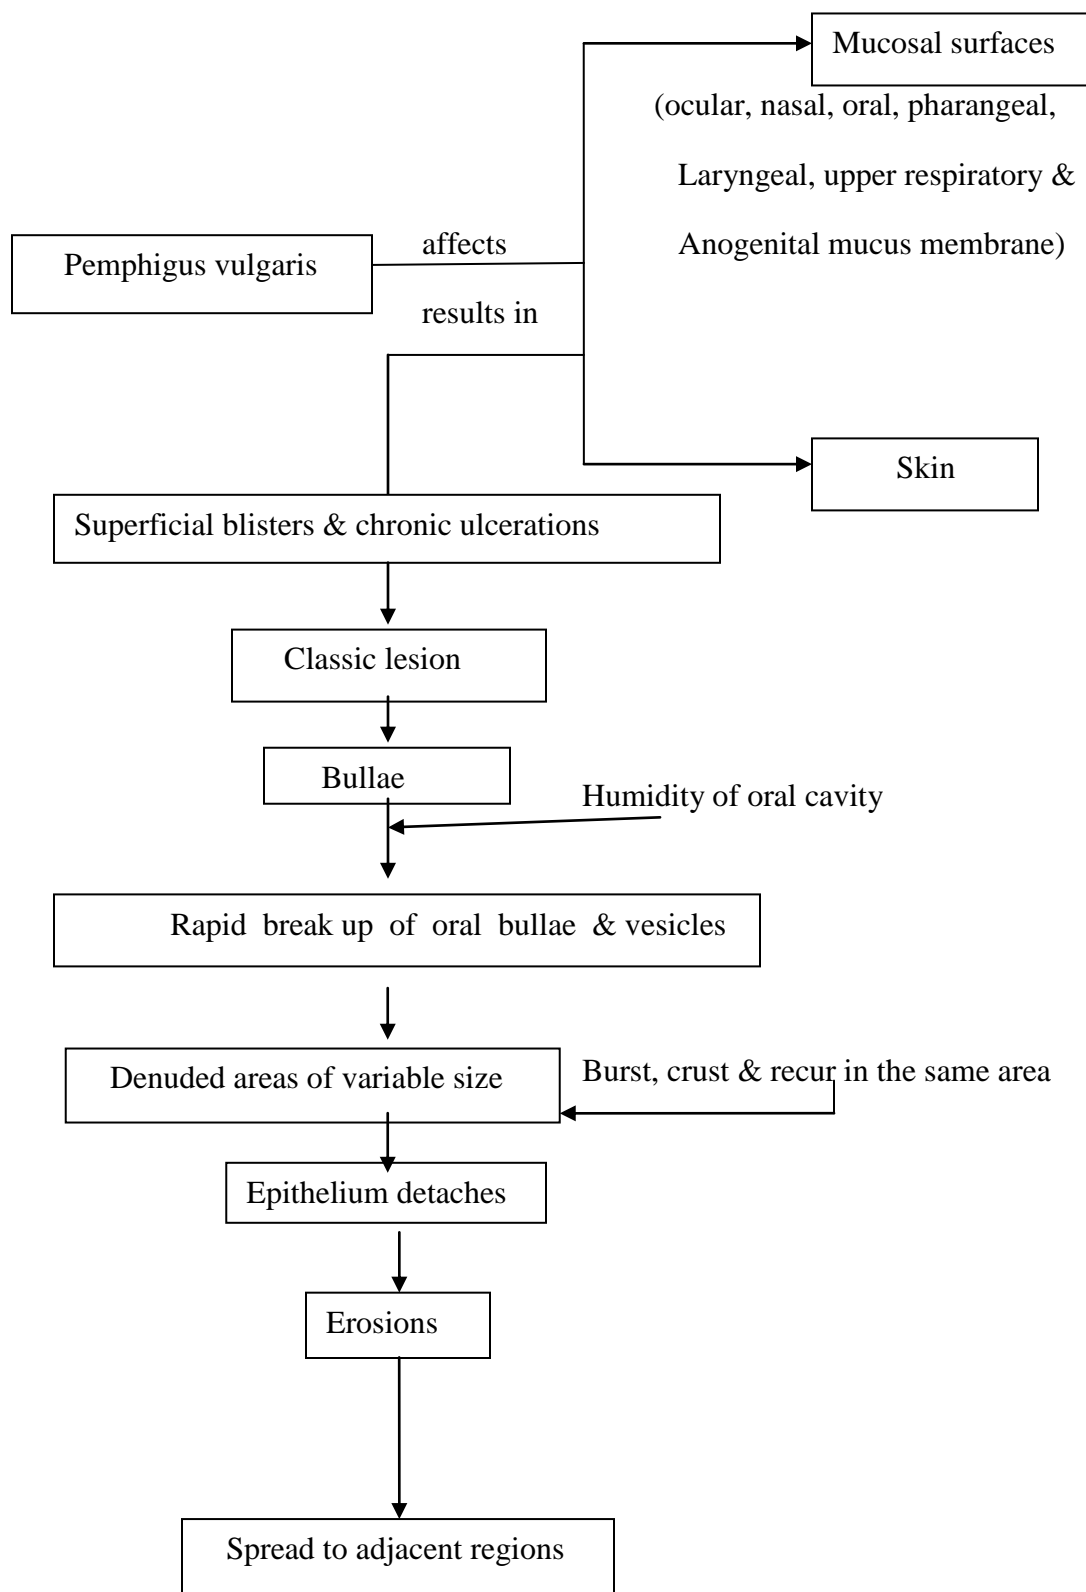 Mucosal surfaces
(ocular, nasal, oral, pharangeal,
Laryngeal, upper respiratory &
Anogenital mucus membrane)
Pemphigus vulgaris
affects
results in
Skin
Superficial blisters & chronic ulcerations
Classic lesion
Bullae
Humidity of oral cavity
Rapid break up of oral bullae & vesicles
Denuded areas of variable size
Burst, crust & recur in the same area
Epithelium detaches
Erosions
Spread to adjacent regions